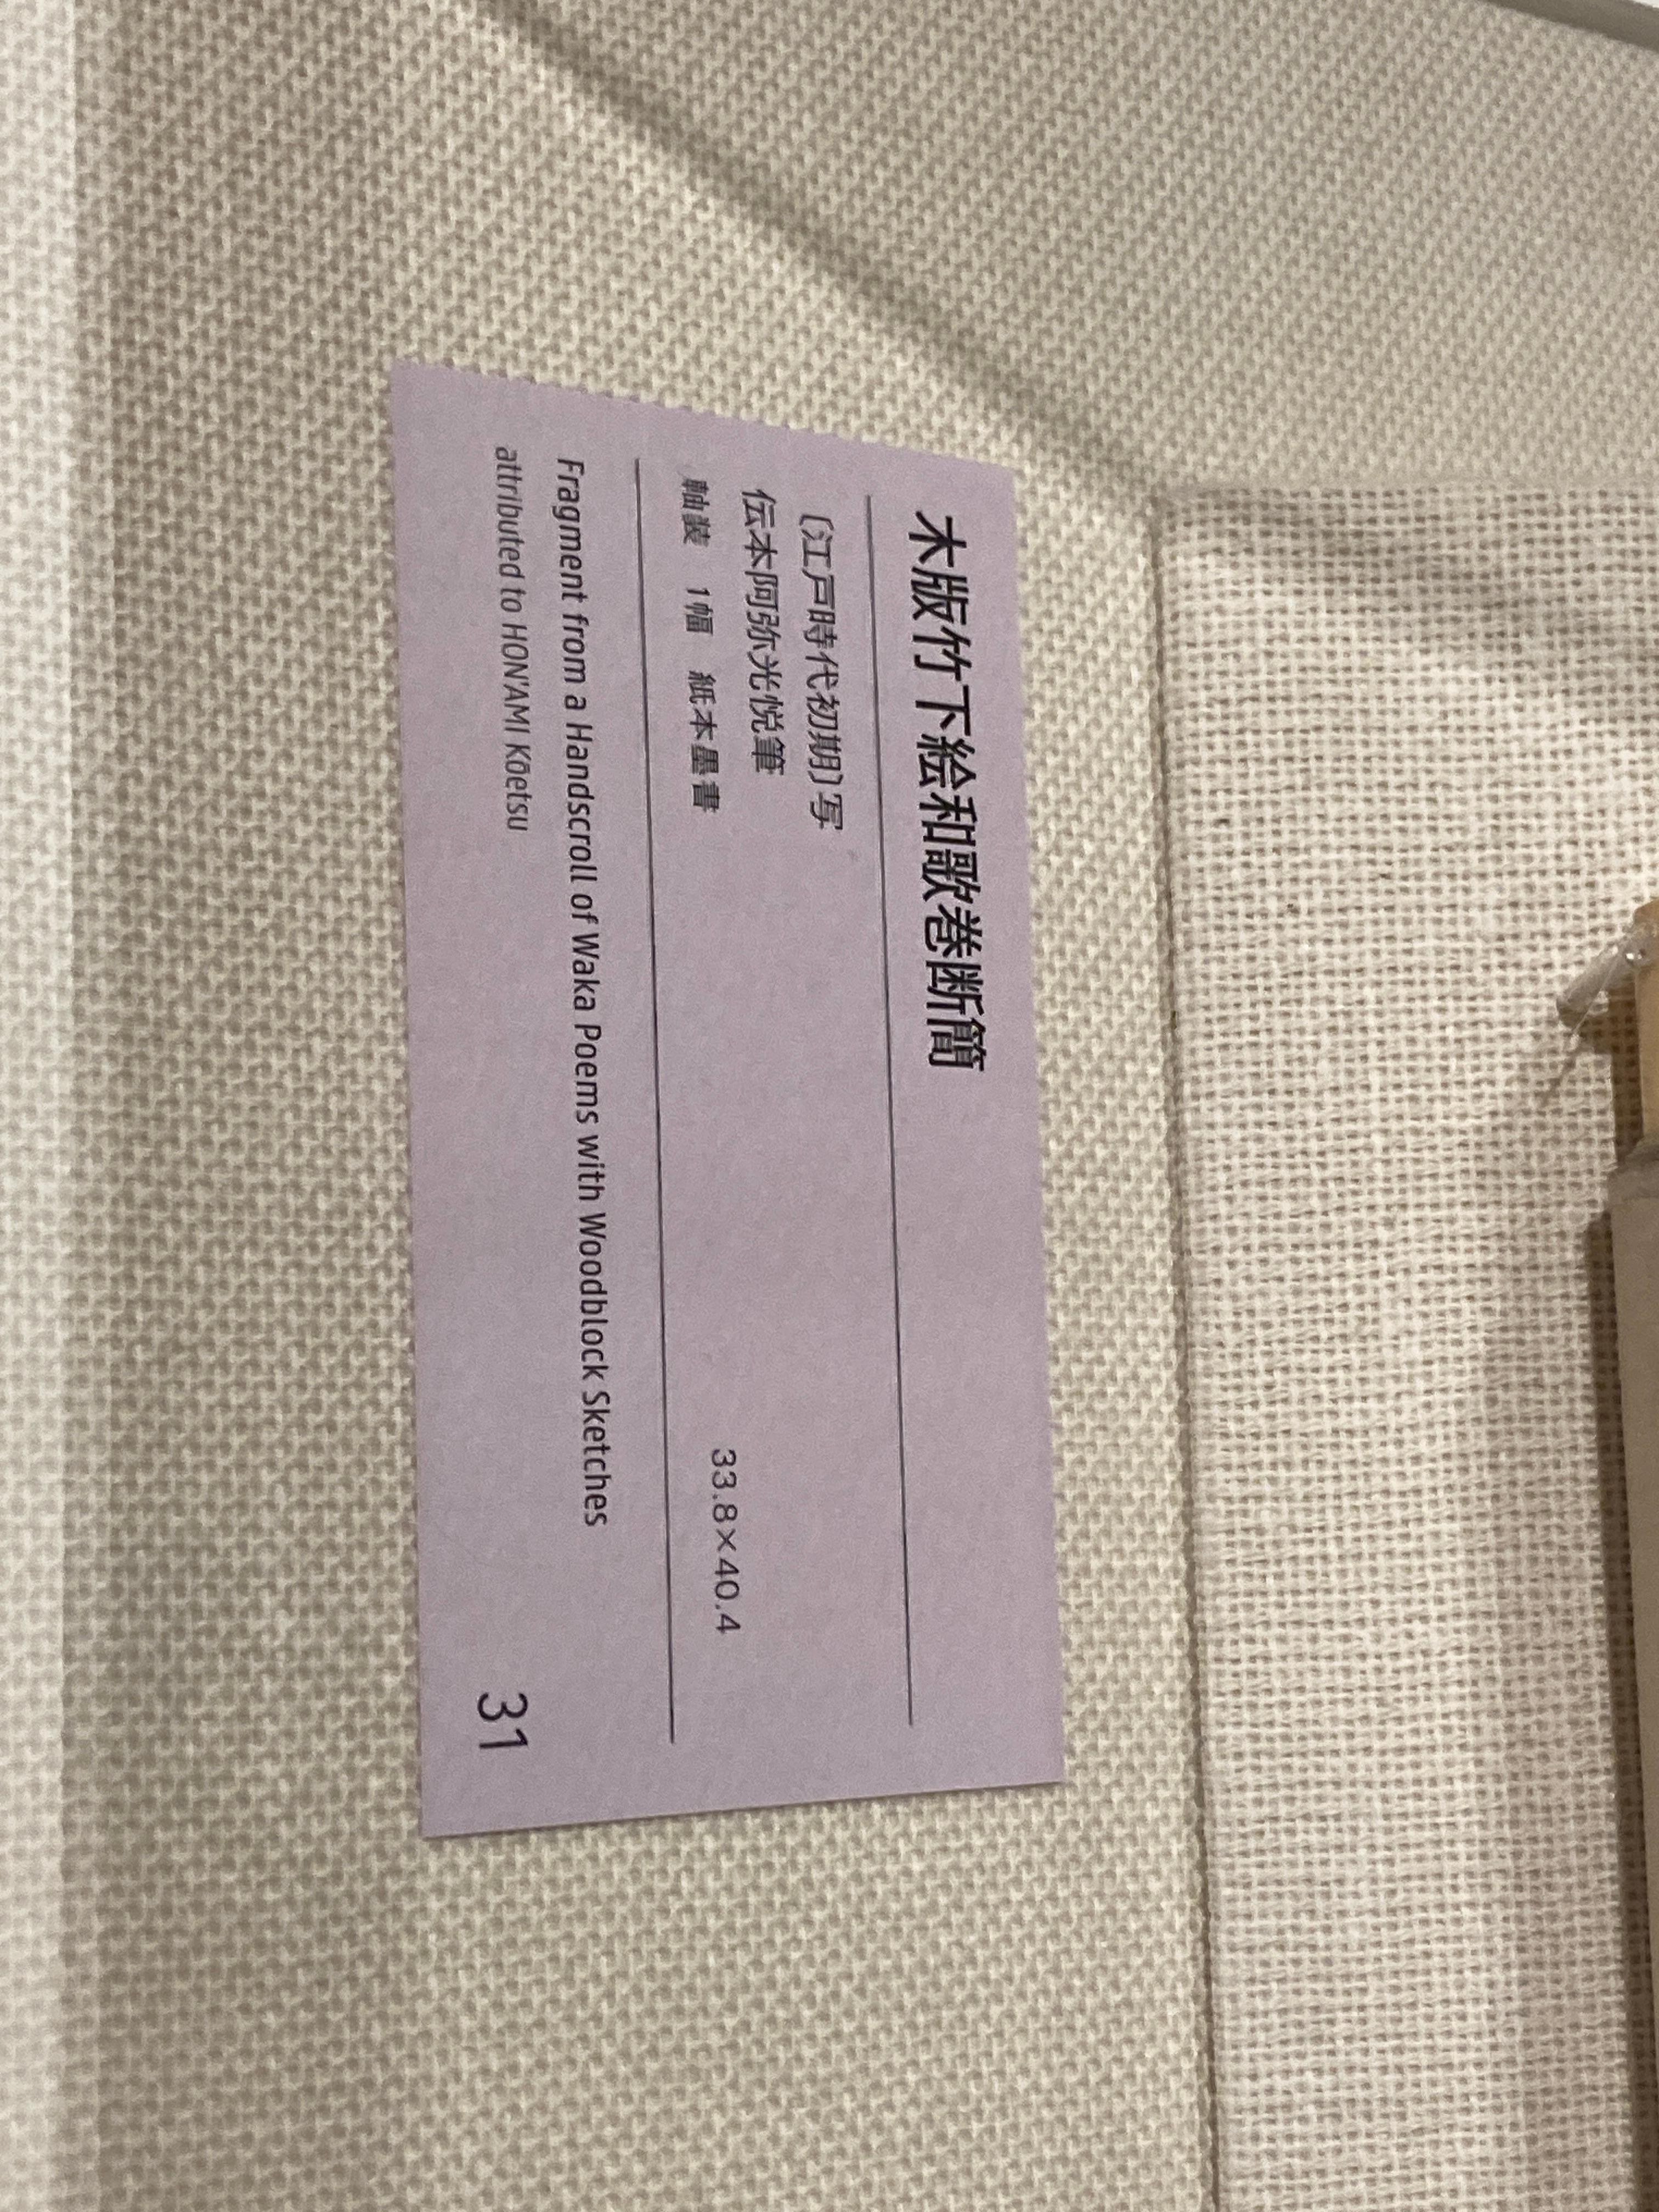 木版竹下絵和歌巻断簡
〔江戸時代初期〕写
伝本阿弥光悦筆
軸装 1幅 紙本墨書 33.8×40.4
Fragment from a Handscroll of Waka Poems with Woodblock Sketches
attributed to HON'AMI Kōetsu
31